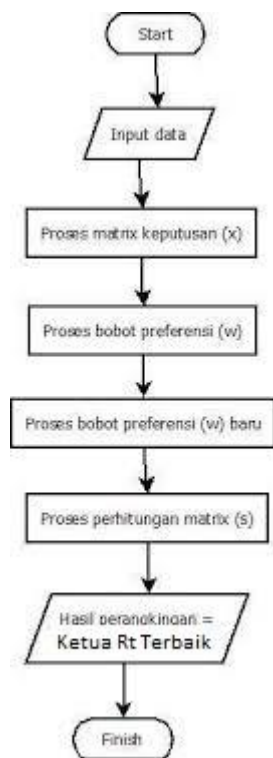 Start
Input data
Proses matrix keputusan (x)
Proses bobot preferensi (w)
Proses bobot preferensi (w) baru
Proses perhitungan matrix (s)
Hasil perangkingan =
Ketua Rt Terbaik
Finish